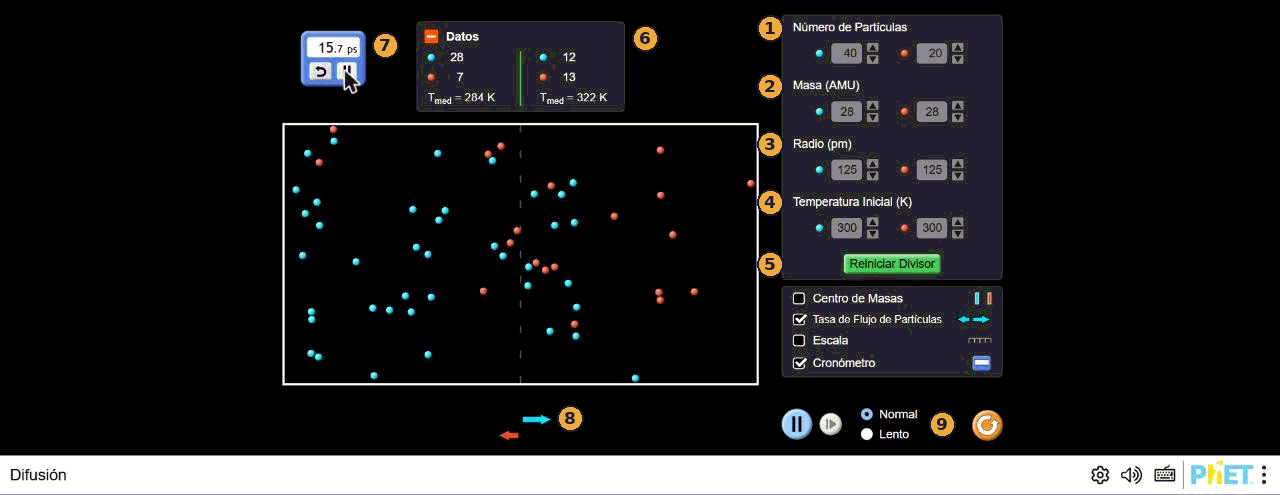 15.7 ps
7
Datos
6
28
12
7
13
Tmed = 284 K
Tmed = 322 K
1
Número de Partículas
40
20
2
Masa (AMU)
28
28
3
Radio (pm)
125
125
4
Temperatura Inicial (K)
300
300
5
Reiniciar Divisor
Centro de Masas
Tasa de Flujo de Partículas
Escala
Cronómetro
8
Normal
Lento
9
Difusión
PhET